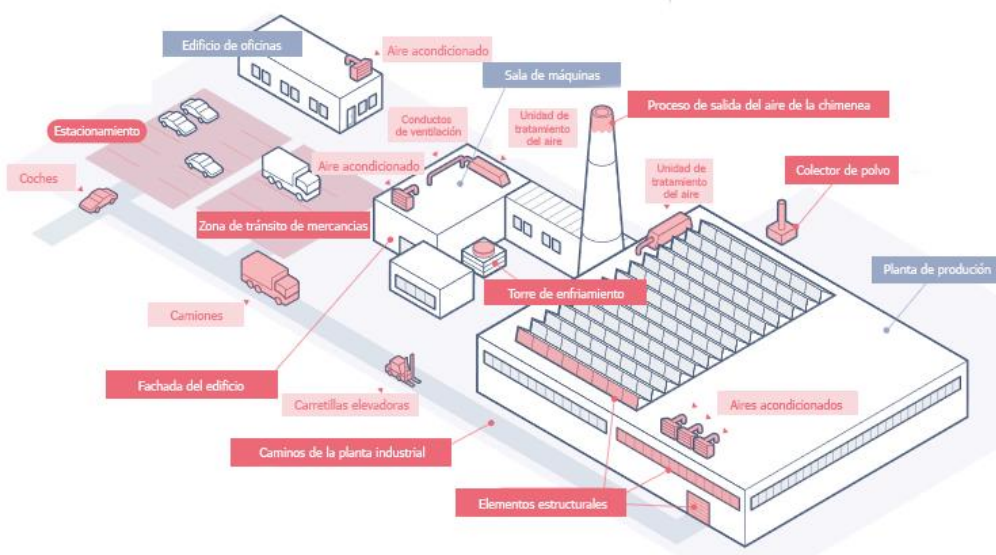 Edificio de oficinas
Aire acondicionado
Sala de máquinas
Proceso de salida del aire de la chimenea
Estacionamiento
Conductos
de ventilación
Unidad de
tratamiento
del aire
Aire acondicionado
Coches
Unidad de
tratamiento
del aire
Colector de polvo
Zona de tránsito de mercancias
Planta de produción
Camiones
Torre de enfriamiento
Fachada del edificio
Carretillas elevadoras
Aires acondicionados
Caminos de la planta industrial
Elementos estructurales